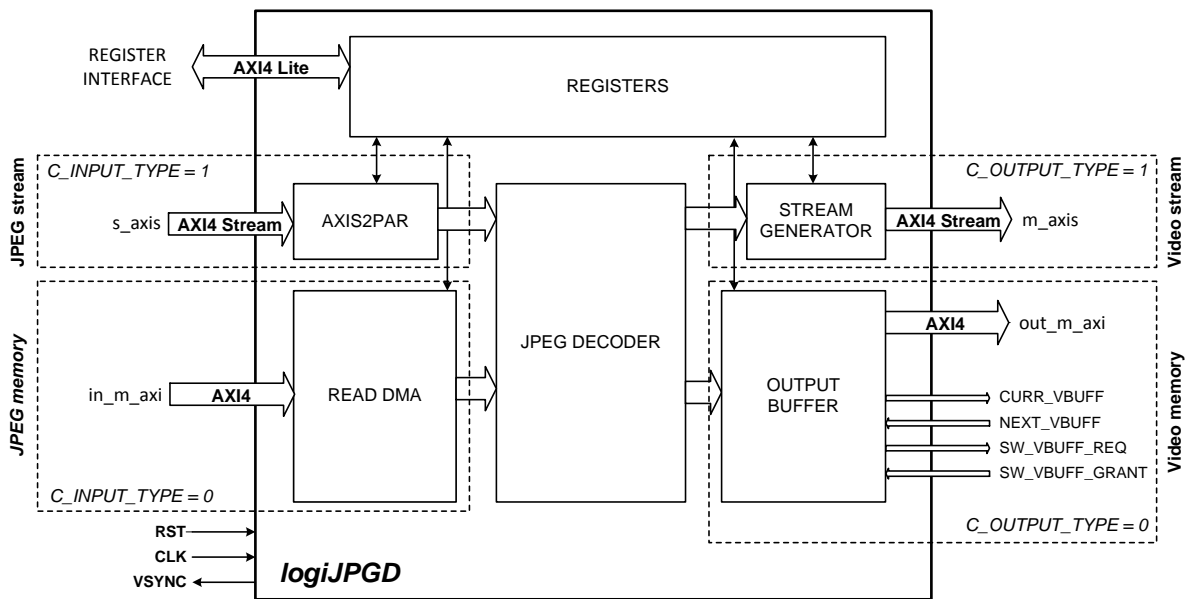 REGISTER
INTERFACE
AXI4 Lite
REGISTERS
JPEG stream
C_INPUT_TYPE = 1
s_axis
AXI4 Stream
AXIS2PAR
JPEG DECODER
STREAM
GENERATOR
C_OUTPUT_TYPE = 1
AXI4 Stream
m_axis
Video stream
JPEG memory
in_m_axi
AXI4
READ DMA
C_INPUT_TYPE = 0
OUTPUT
BUFFER
AXI4
out_m_axi
CURR_VBUFF
NEXT_VBUFF
SW_VBUFF_REQ
SW_VBUFF_GRANT
C_OUTPUT_TYPE = 0
Video memory
RST
CLK
VSYNC
logiJPGD